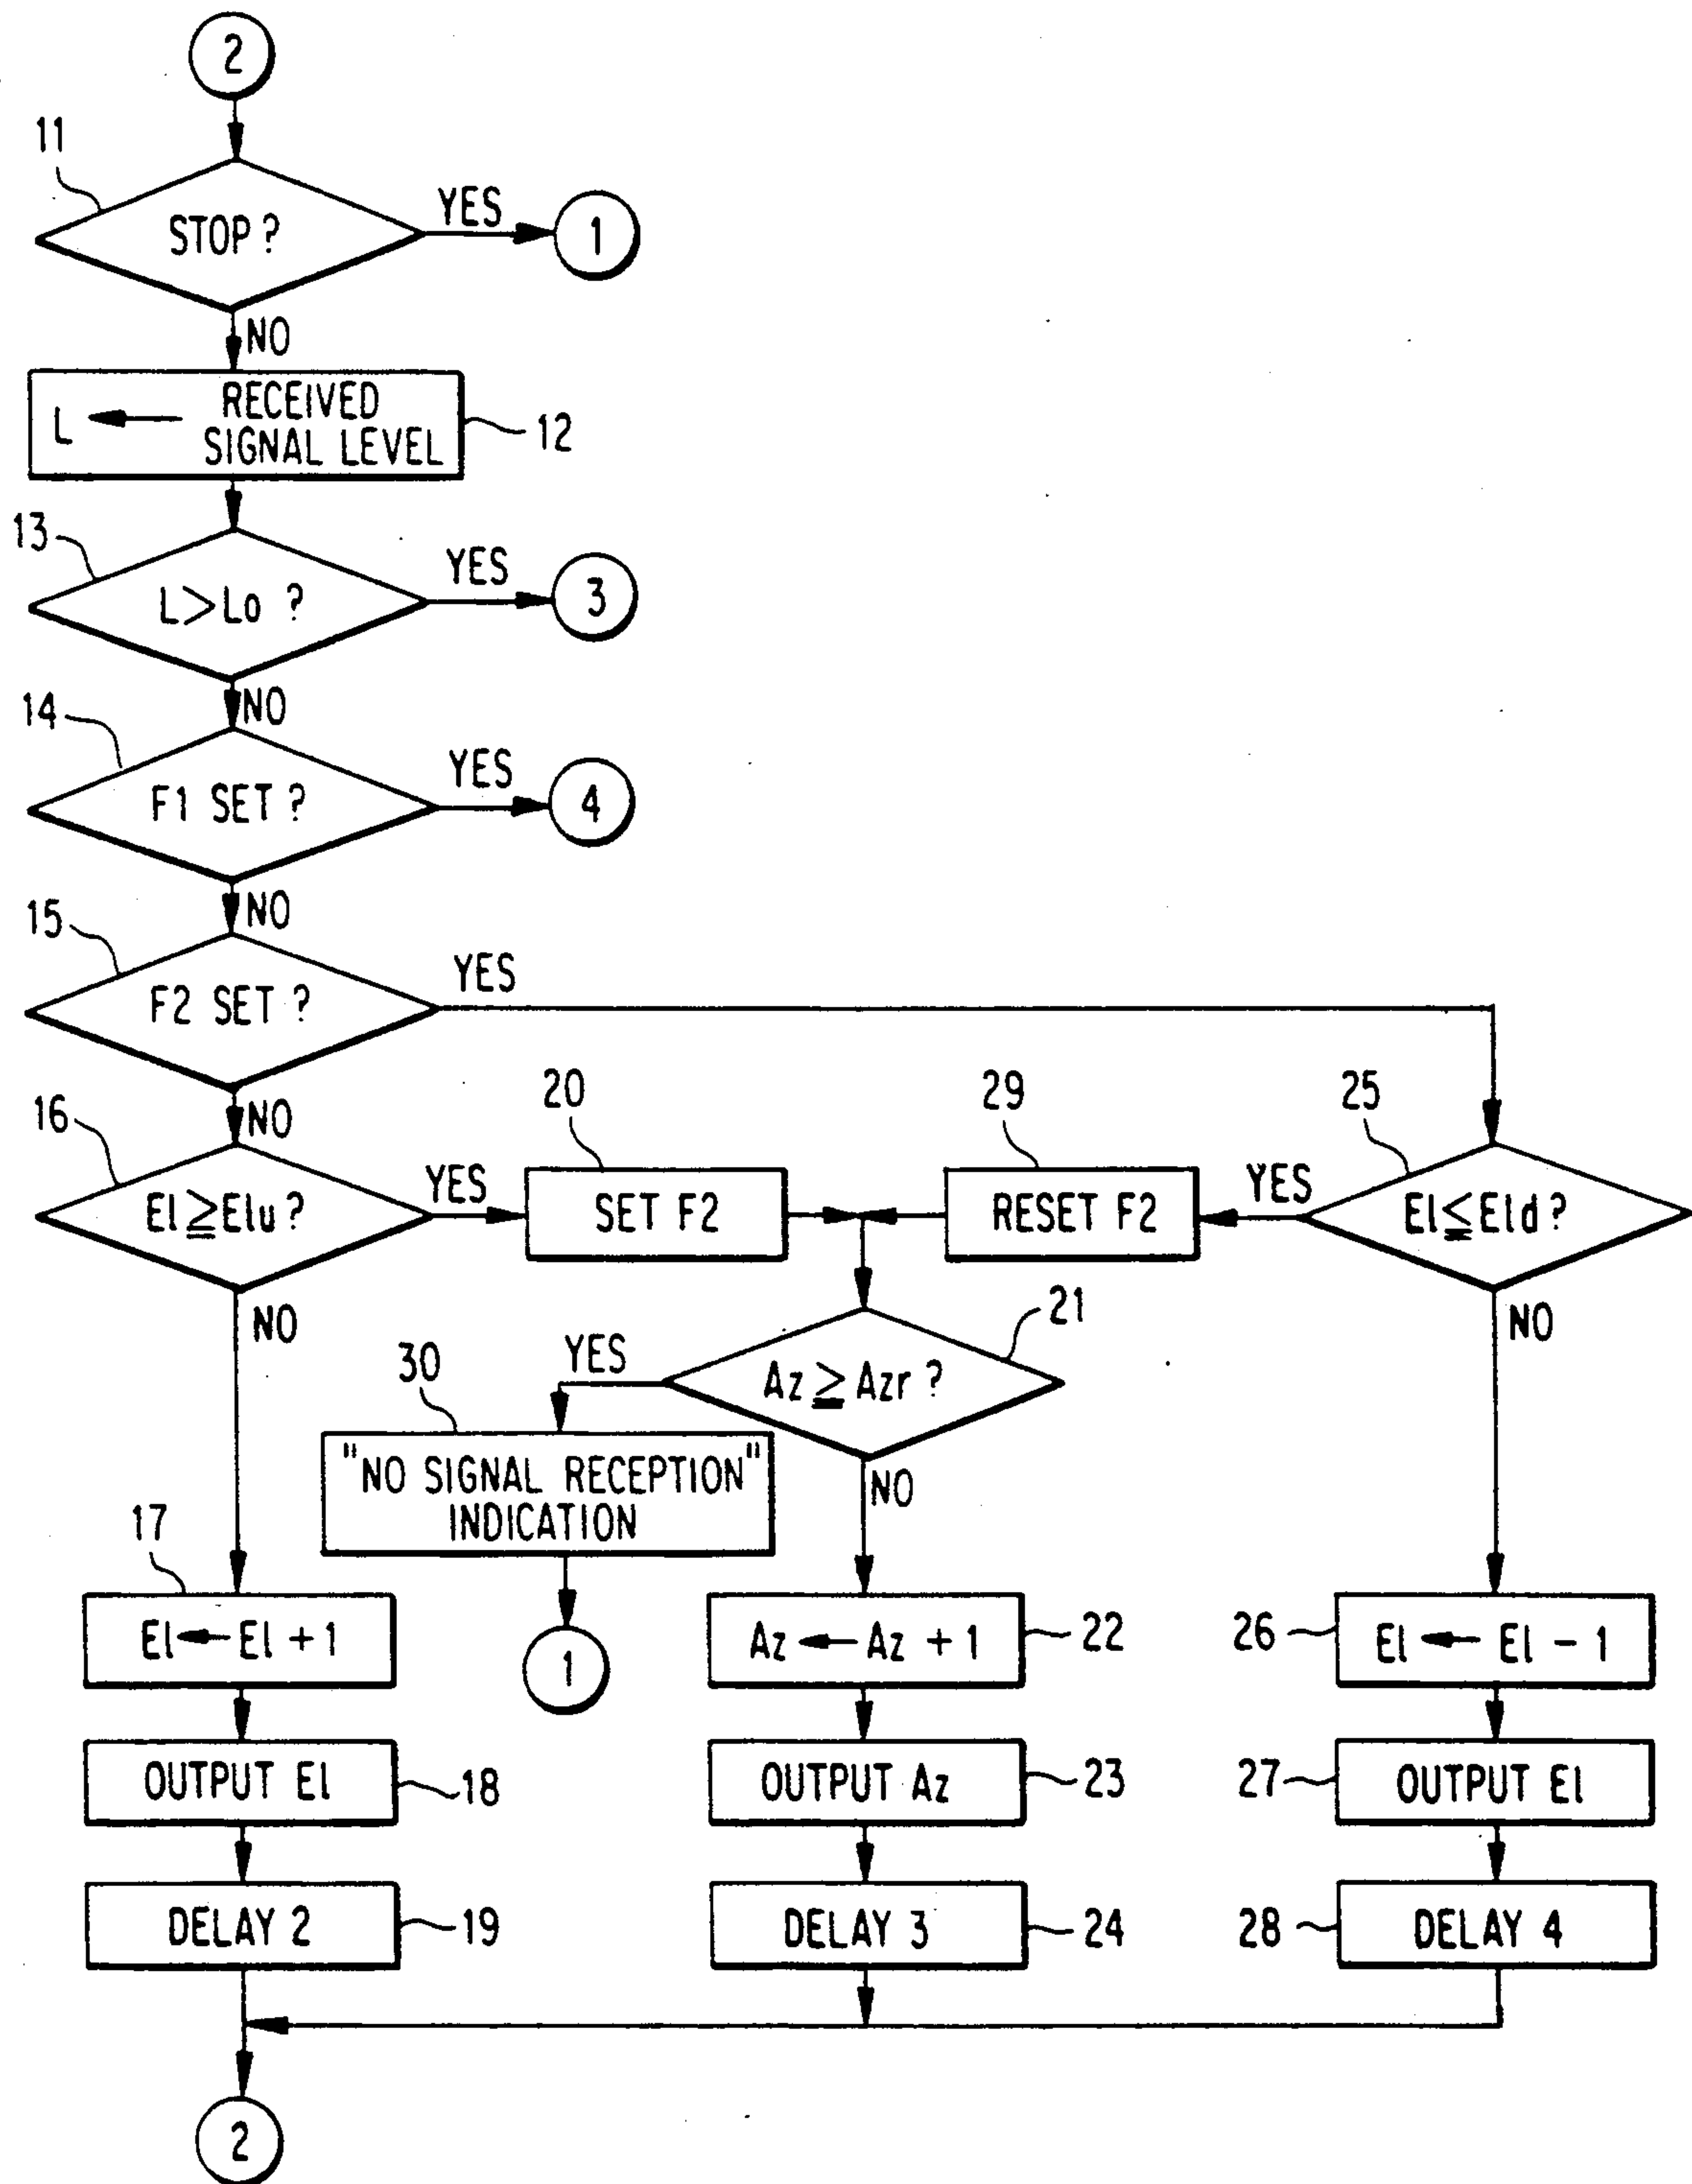 2
11
STOP ?
YES
1
NO
L ← RECEIVED
SIGNAL LEVEL
12
13
L>Lo ?
YES
3
NO
14
F1 SET ?
YES
4
NO
15
F2 SET ?
YES
NO
16
El≧Elu ?
YES
20
SET F2
29
RESET F2
YES
25
El≦Eld ?
NO
21
Az≧Azr ?
YES
NO
NO
30
"NO SIGNAL RECEPTION"
INDICATION
1
17
El←El +1
Az←Az +1
22
26
El ← El - 1
OUTPUT El
18
OUTPUT Az
23
27
OUTPUT El
DELAY 2
19
DELAY 3
24
28
DELAY 4
2